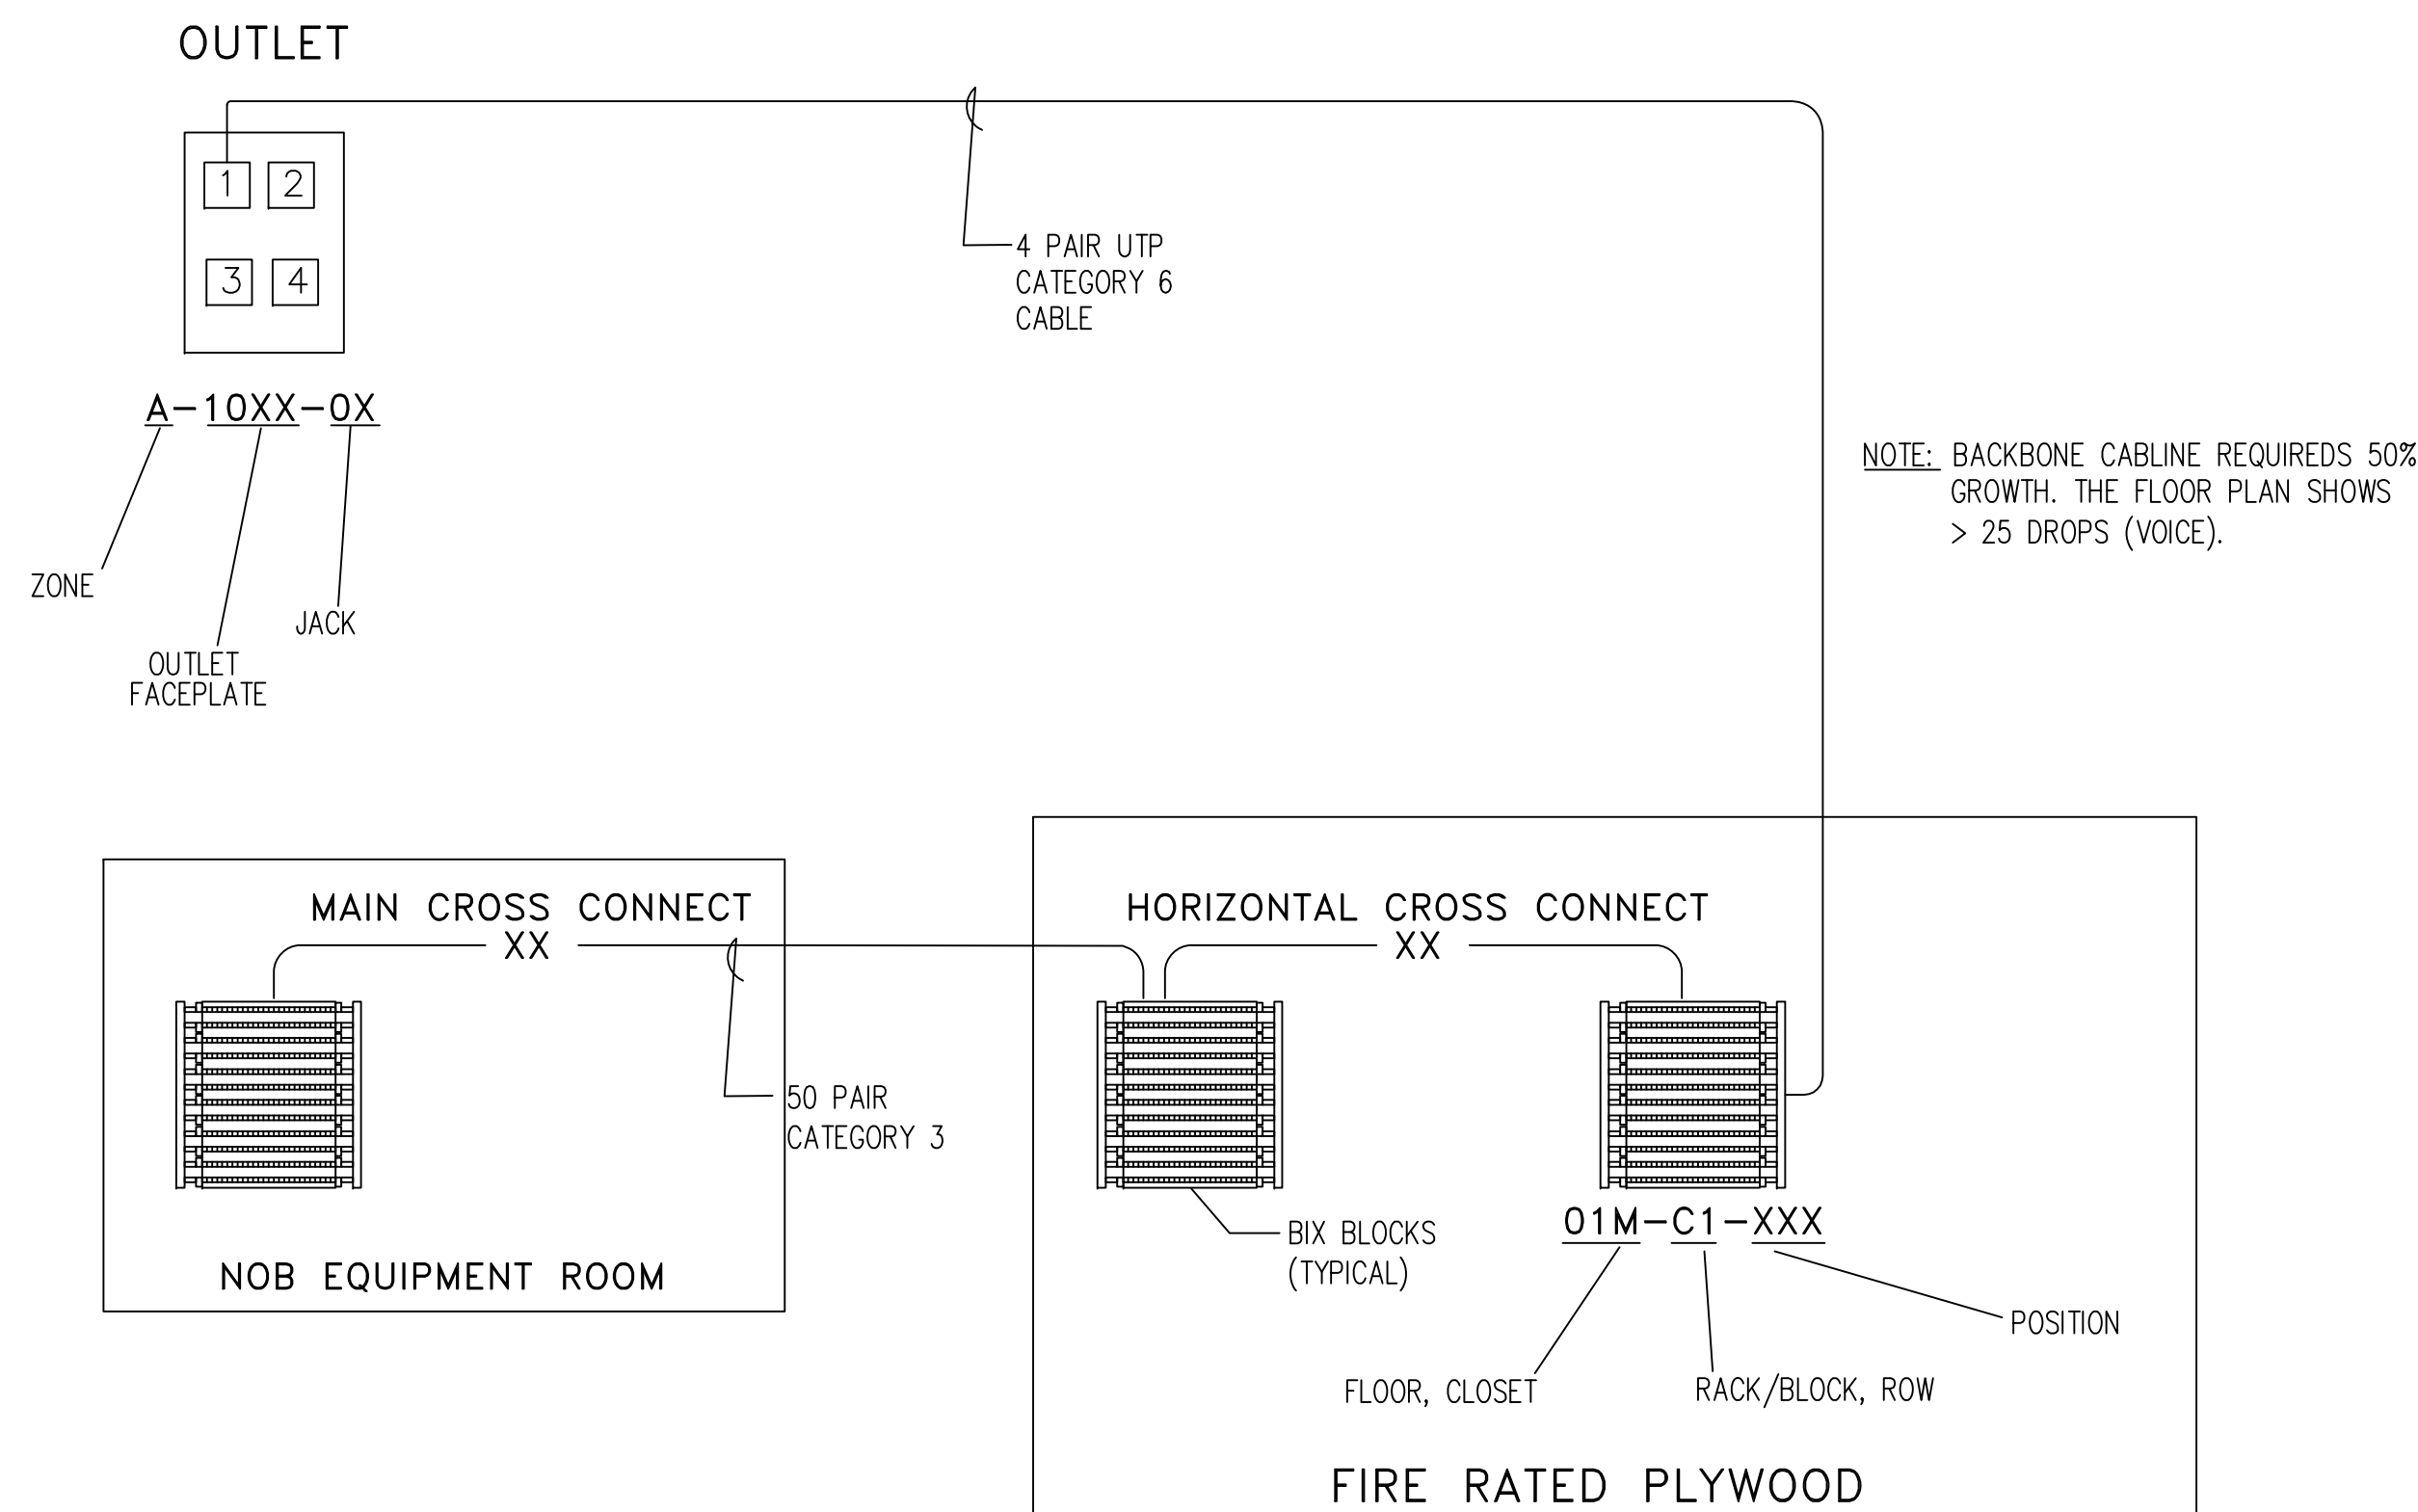 OUTLET
1 2
3 4
4 PAIR UTP
CATEGORY 6
CABLE
A-10XX-0X
ZONE
JACK
OUTLET
FACEPLATE
NOTE: BACKBONE CABLINE REQUIREDS 50%
GROWTH. THE FLOOR PLAN SHOWS
> 25 DROPS (VOICE).
MAIN CROSS CONNECT
XX
50 PAIR
CATEGORY 3
NOB EQUIPMENT ROOM
HORIZONTAL CROSS CONNECT
XX
BIX BLOCKS
(TYPICAL)
01M-C1-XXX
POSITION
FLOOR, CLOSET
RACK/BLOCK, ROW
FIRE RATED PLYWOOD